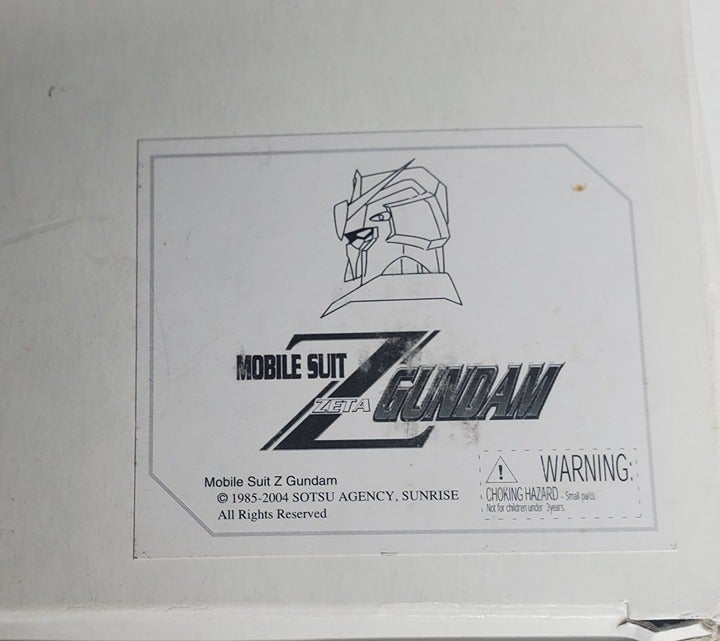 MOBILE SUIT
Z
ZETA
GUNDAM
Mobile Suit Z Gundam
© 1985-2004 SOTSU AGENCY, SUNRISE
All Rights Reserved
WARNING:
CHOKING HAZARD – Small parts
Not for children under 3years.